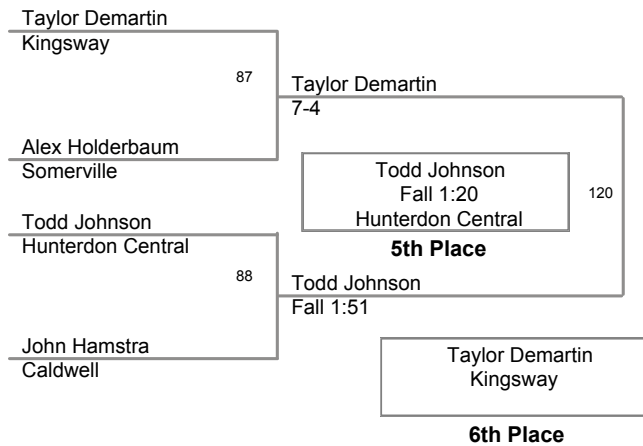 Taylor Demartin
Kingsway
87
Taylor Demartin
7-4
Alex Holderbaum
Somerville
Todd Johnson
Fall 1:20
Hunterdon Central
120
5th Place
Todd Johnson
Hunterdon Central
88
Todd Johnson
Fall 1:51
John Hamstra
Caldwell
Taylor Demartin
Kingsway
6th Place